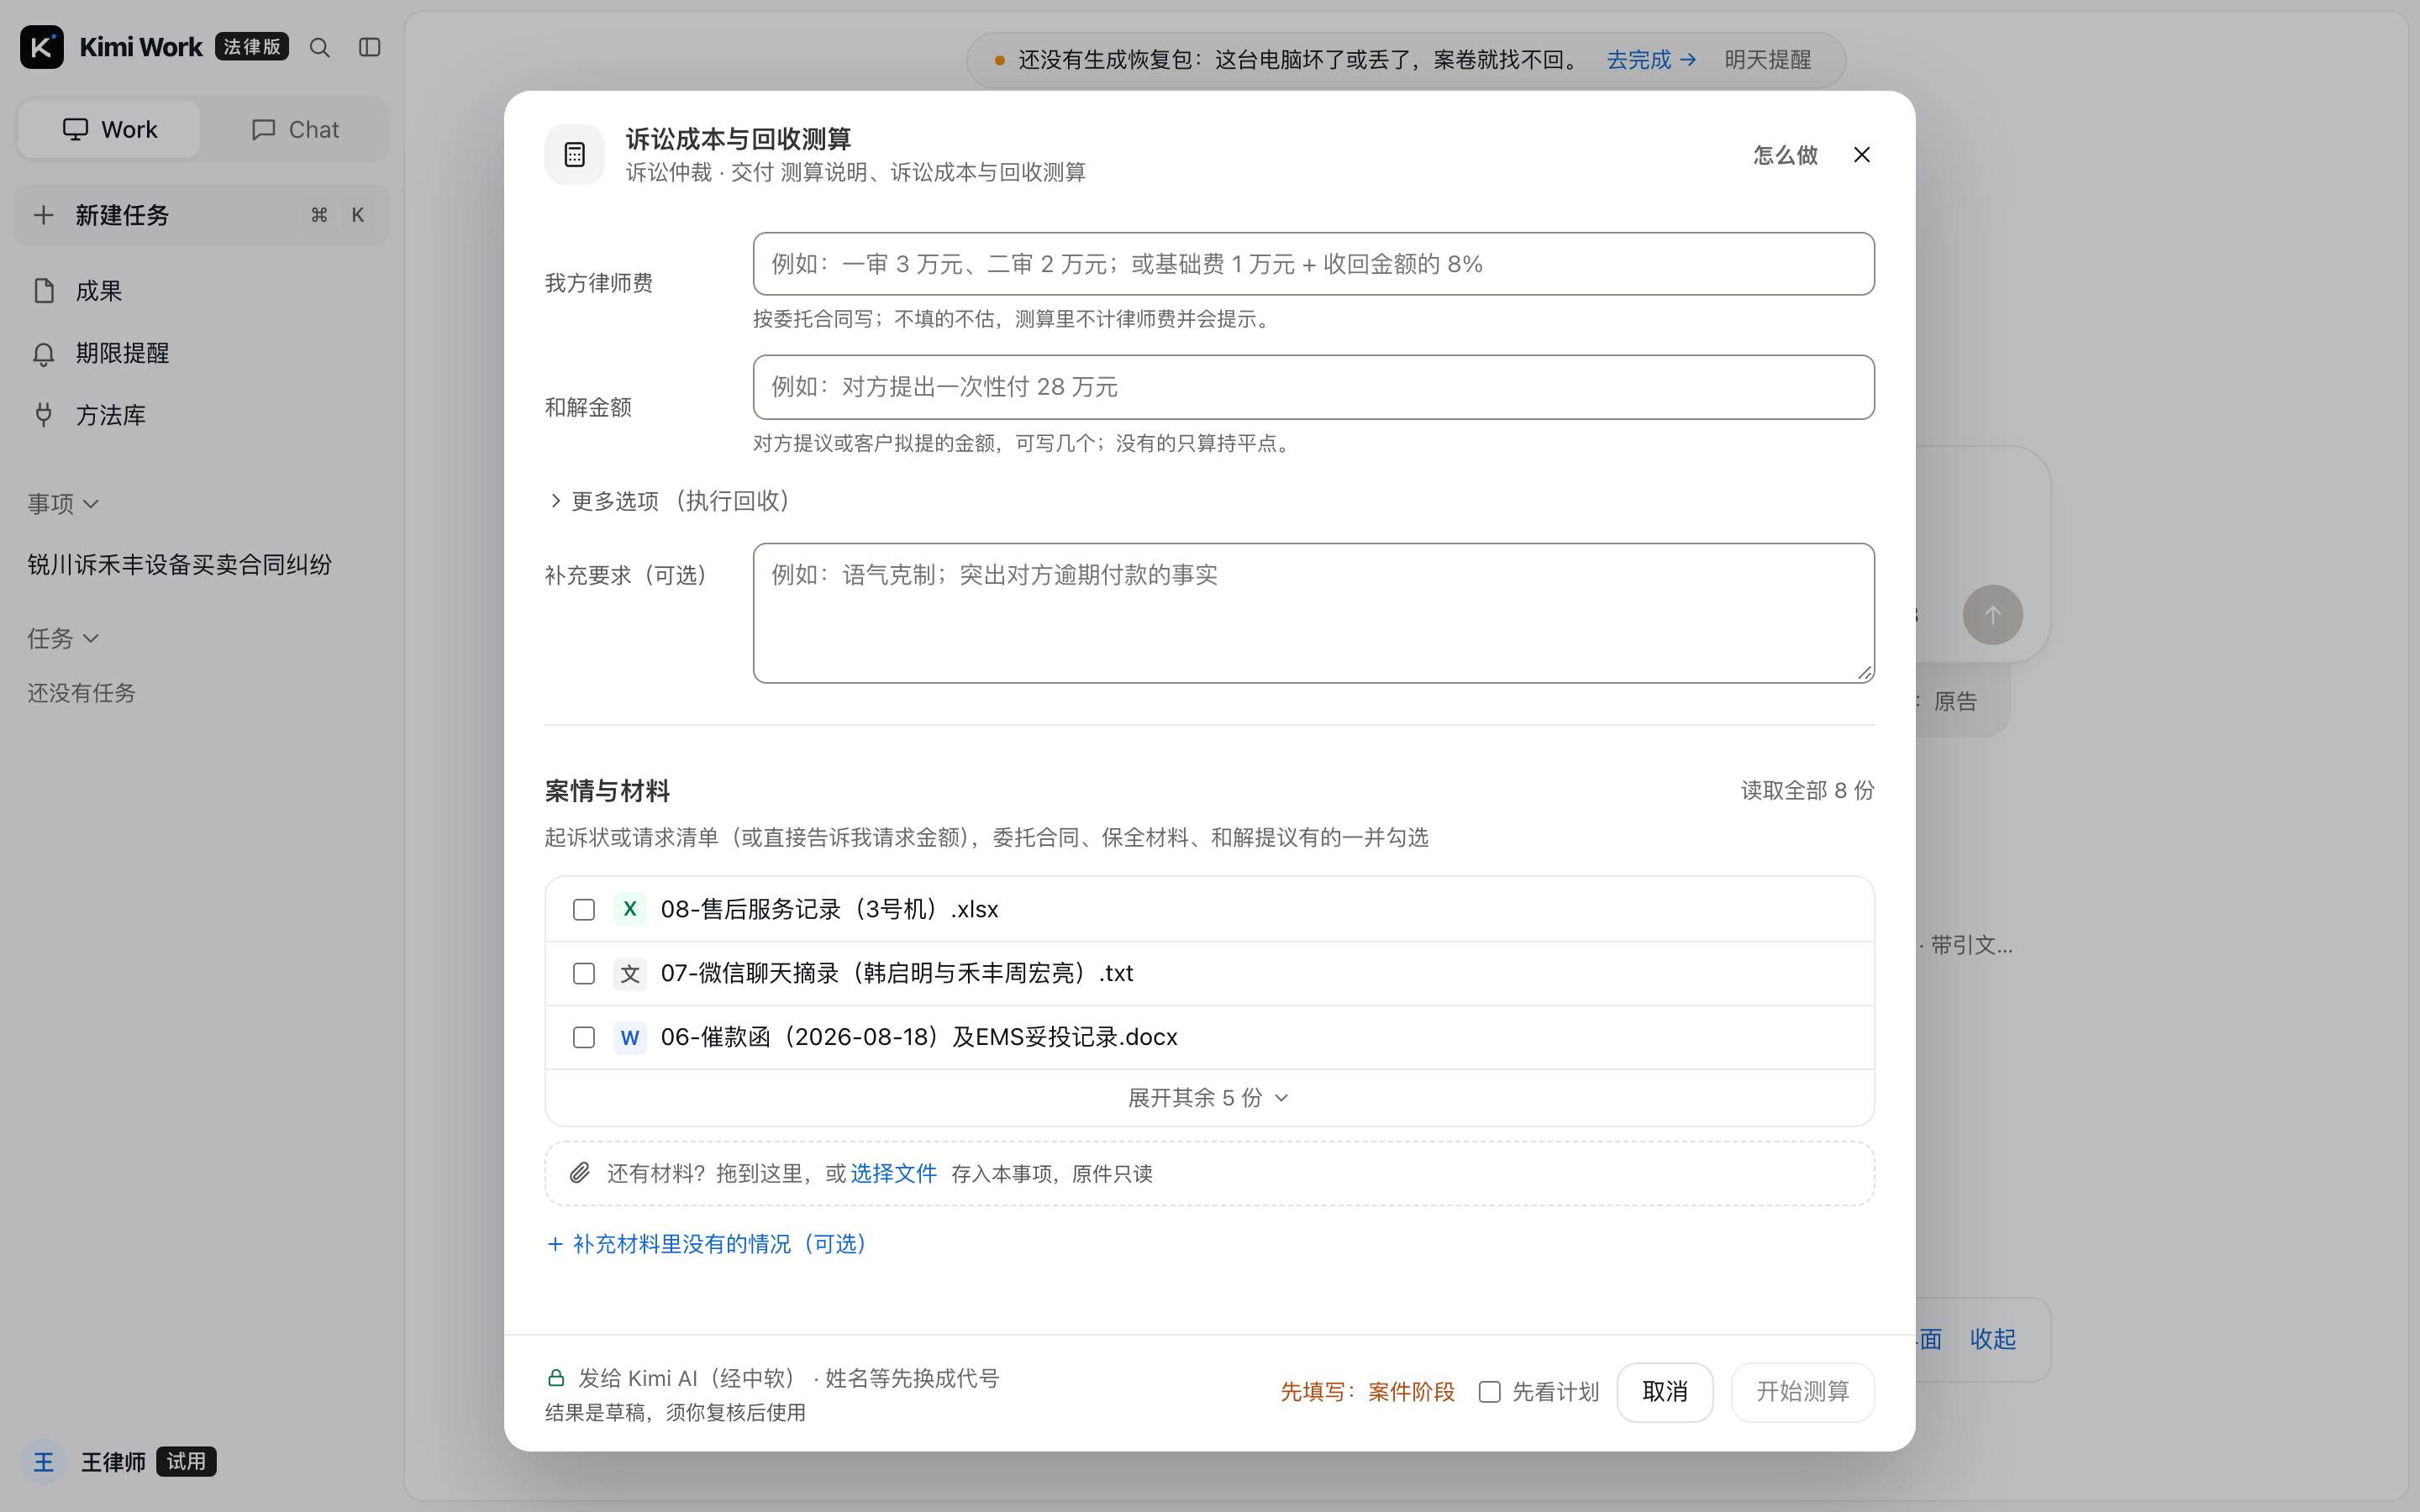 Kimi Work 法律版
Work
Chat
新建任务 ⌘ K
成果
期限提醒
方法库
事项
锐川诉禾丰设备买卖合同纠纷
任务
还没有任务
王 王律师 试用
还没有生成恢复包：这台电脑坏了或丢了，案卷就找不回。 去完成 → 明天提醒
诉讼成本与回收测算
诉讼仲裁 · 交付 测算说明、诉讼成本与回收测算
怎么做
我方律师费
例如：一审 3 万元、二审 2 万元；或基础费 1 万元 + 收回金额的 8%
按委托合同写；不填的不估，测算里不计律师费并会提示。
和解金额
例如：对方提出一次性付 28 万元
对方提议或客户拟提的金额，可写几个；没有的只算持平点。
更多选项 （执行回收）
补充要求（可选）
例如：语气克制；突出对方逾期付款的事实
案情与材料
读取全部 8 份
起诉状或请求清单（或直接告诉我请求金额），委托合同、保全材料、和解提议有的一并勾选
X 08-售后服务记录（3号机）.xlsx
文 07-微信聊天摘录（韩启明与禾丰周宏亮）.txt
W 06-催款函（2026-08-18）及EMS妥投记录.docx
展开其余 5 份
还有材料？拖到这里，或选择文件 存入本事项，原件只读
+ 补充材料里没有的情况（可选）
发给 Kimi AI（经中软） · 姓名等先换成代号
结果是草稿，须你复核后使用
先填写：案件阶段
先看计划
取消
开始测算
：原告
· 带引文...
面 收起